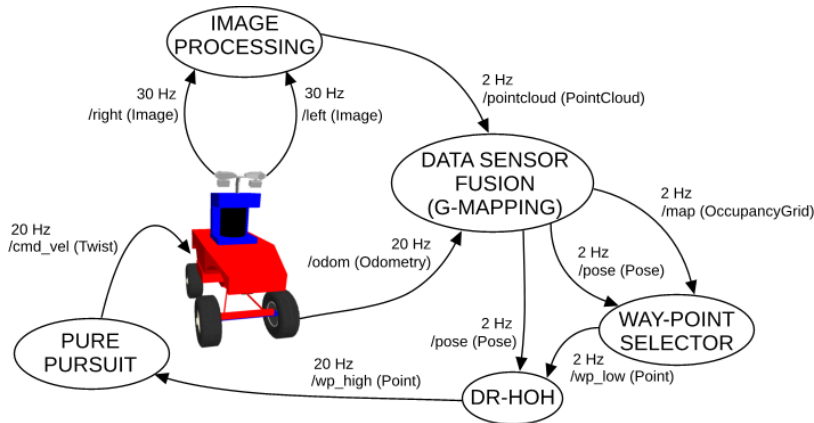 IMAGE
PROCESSING
30 Hz
/right (Image)
30 Hz
/left (Image)
2 Hz
/pointcloud (PointCloud)
DATA SENSOR
FUSION
(G-MAPPING)
2 Hz
/map (OccupancyGrid)
20 Hz
/cmd_vel (Twist)
20 Hz
/odom (Odometry)
2 Hz
/pose (Pose)
2 Hz
/pose (Pose)
WAY-POINT
SELECTOR
PURE
PURSUIT
20 Hz
/wp_high (Point)
2 Hz
/wp_low (Point)
DR-HOH